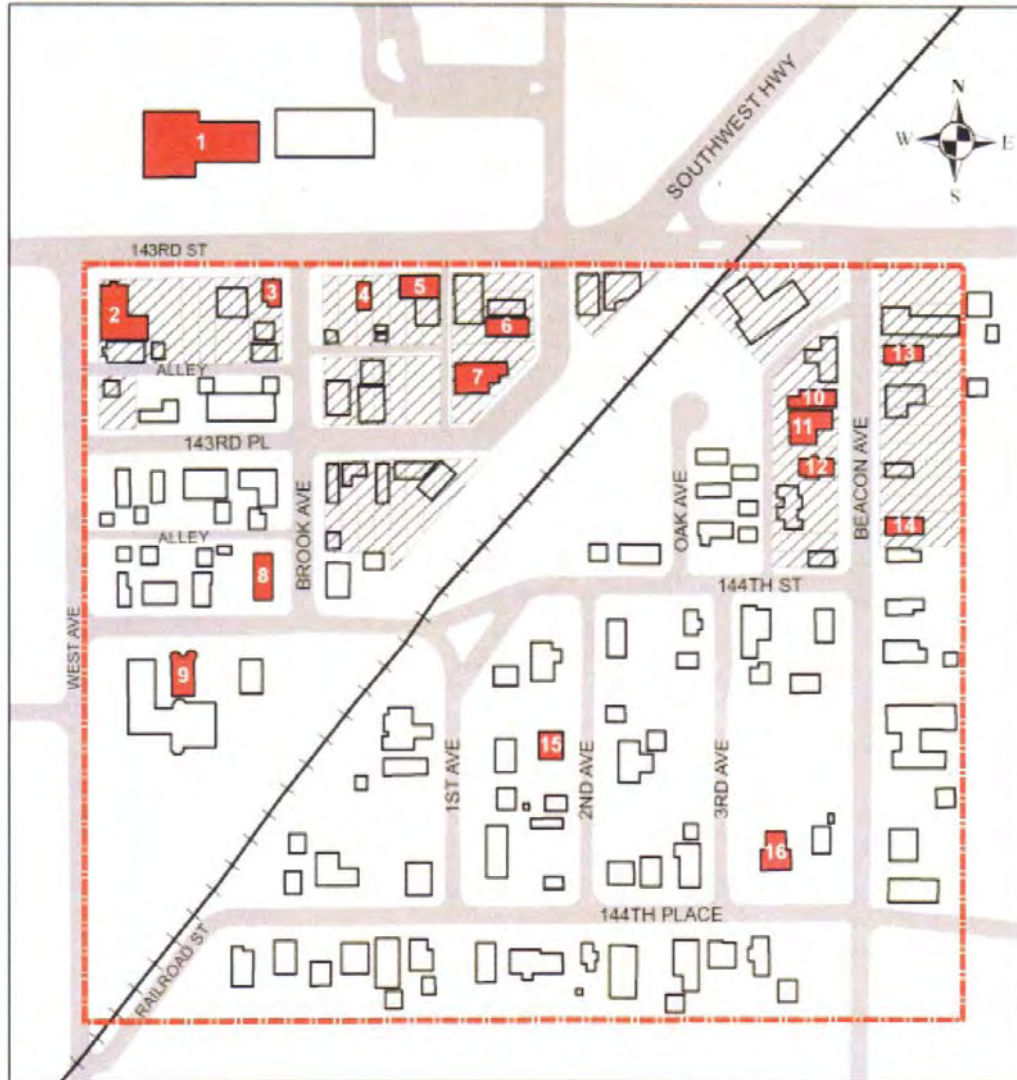 SOUTHWEST HWY
N
W
E
S
1
143RD ST
2
3
4
5
6
7
ALLEY
143RD PL
ALLEY
8
BROOK AVE
WEST AVE
9
10
11
12
13
14
OAK AVE
BEACON AVE
144TH ST
15
1ST AVE
2ND AVE
3RD AVE
16
144TH PLACE
RAILROAD ST